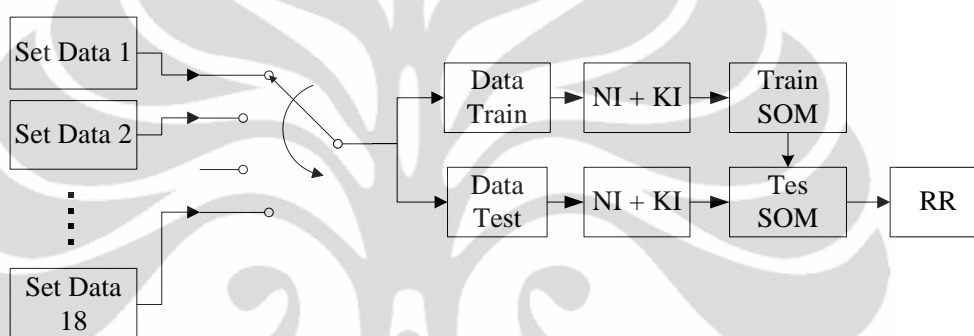 Set Data 1
Set Data 2
Set Data
18
Data
Train
NI + KI
Train
SOM
Data
Test
NI + KI
Tes
SOM
RR